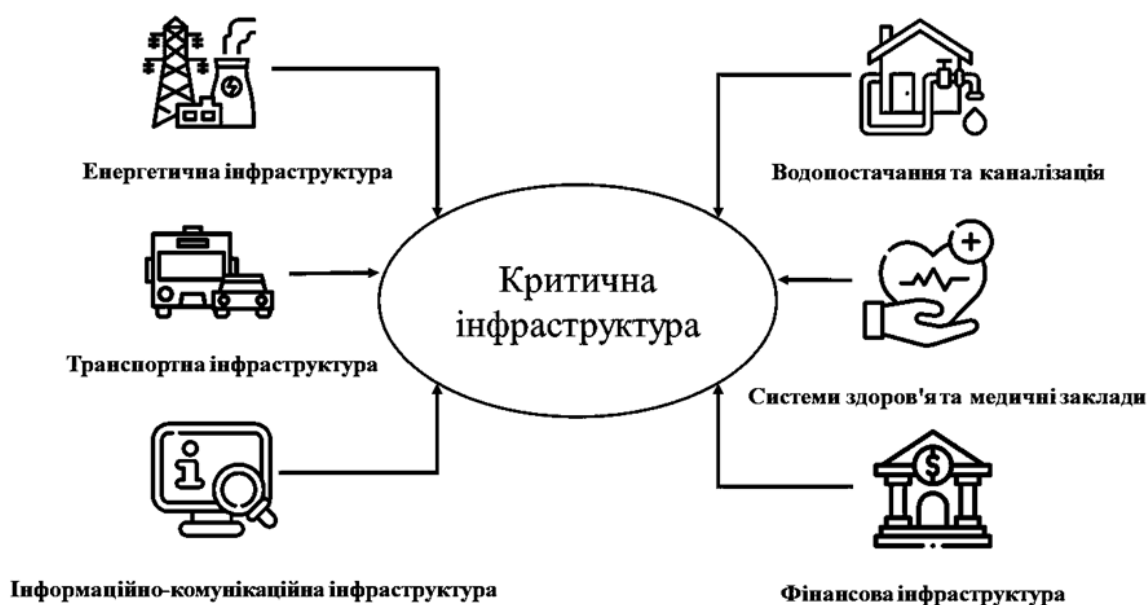 Енергетична інфраструктура
Водопостачання та каналізація
Критична
інфраструктура
Транспортна інфраструктура
Системи здоров'я та медичні заклади
Інформаційно-комунікаційна інфраструктура
Фінансова інфраструктура